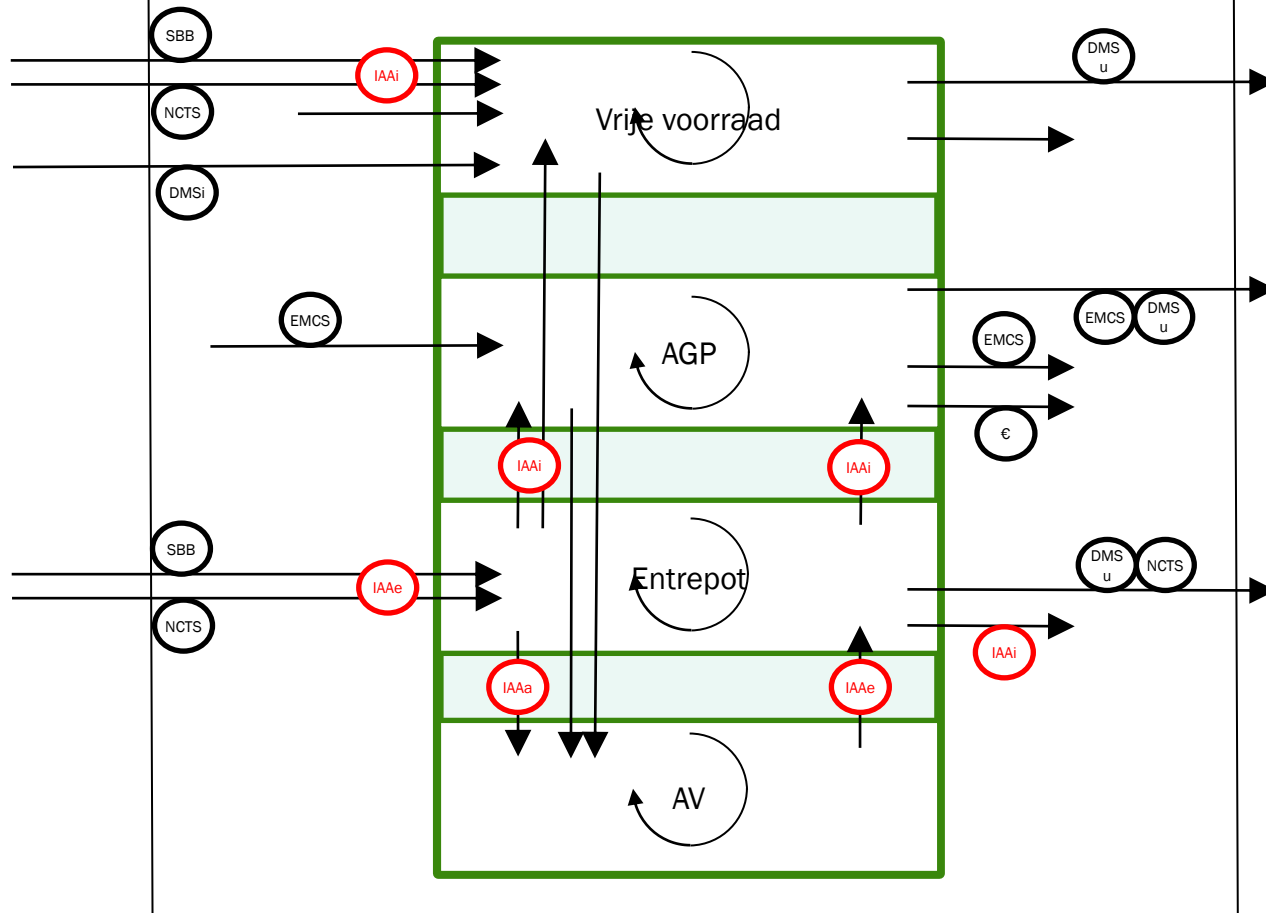 SBB
DMS
u
IAAi
NCTS
Vrije voorraad
DMSi
EMCS
EMCS
DMS
u
EMCS
AGP
€
IAAi
IAAi
SBB
DMS
u
NCTS
IAAe
Entrepot
NCTS
IAAi
IAAa
IAAe
AV